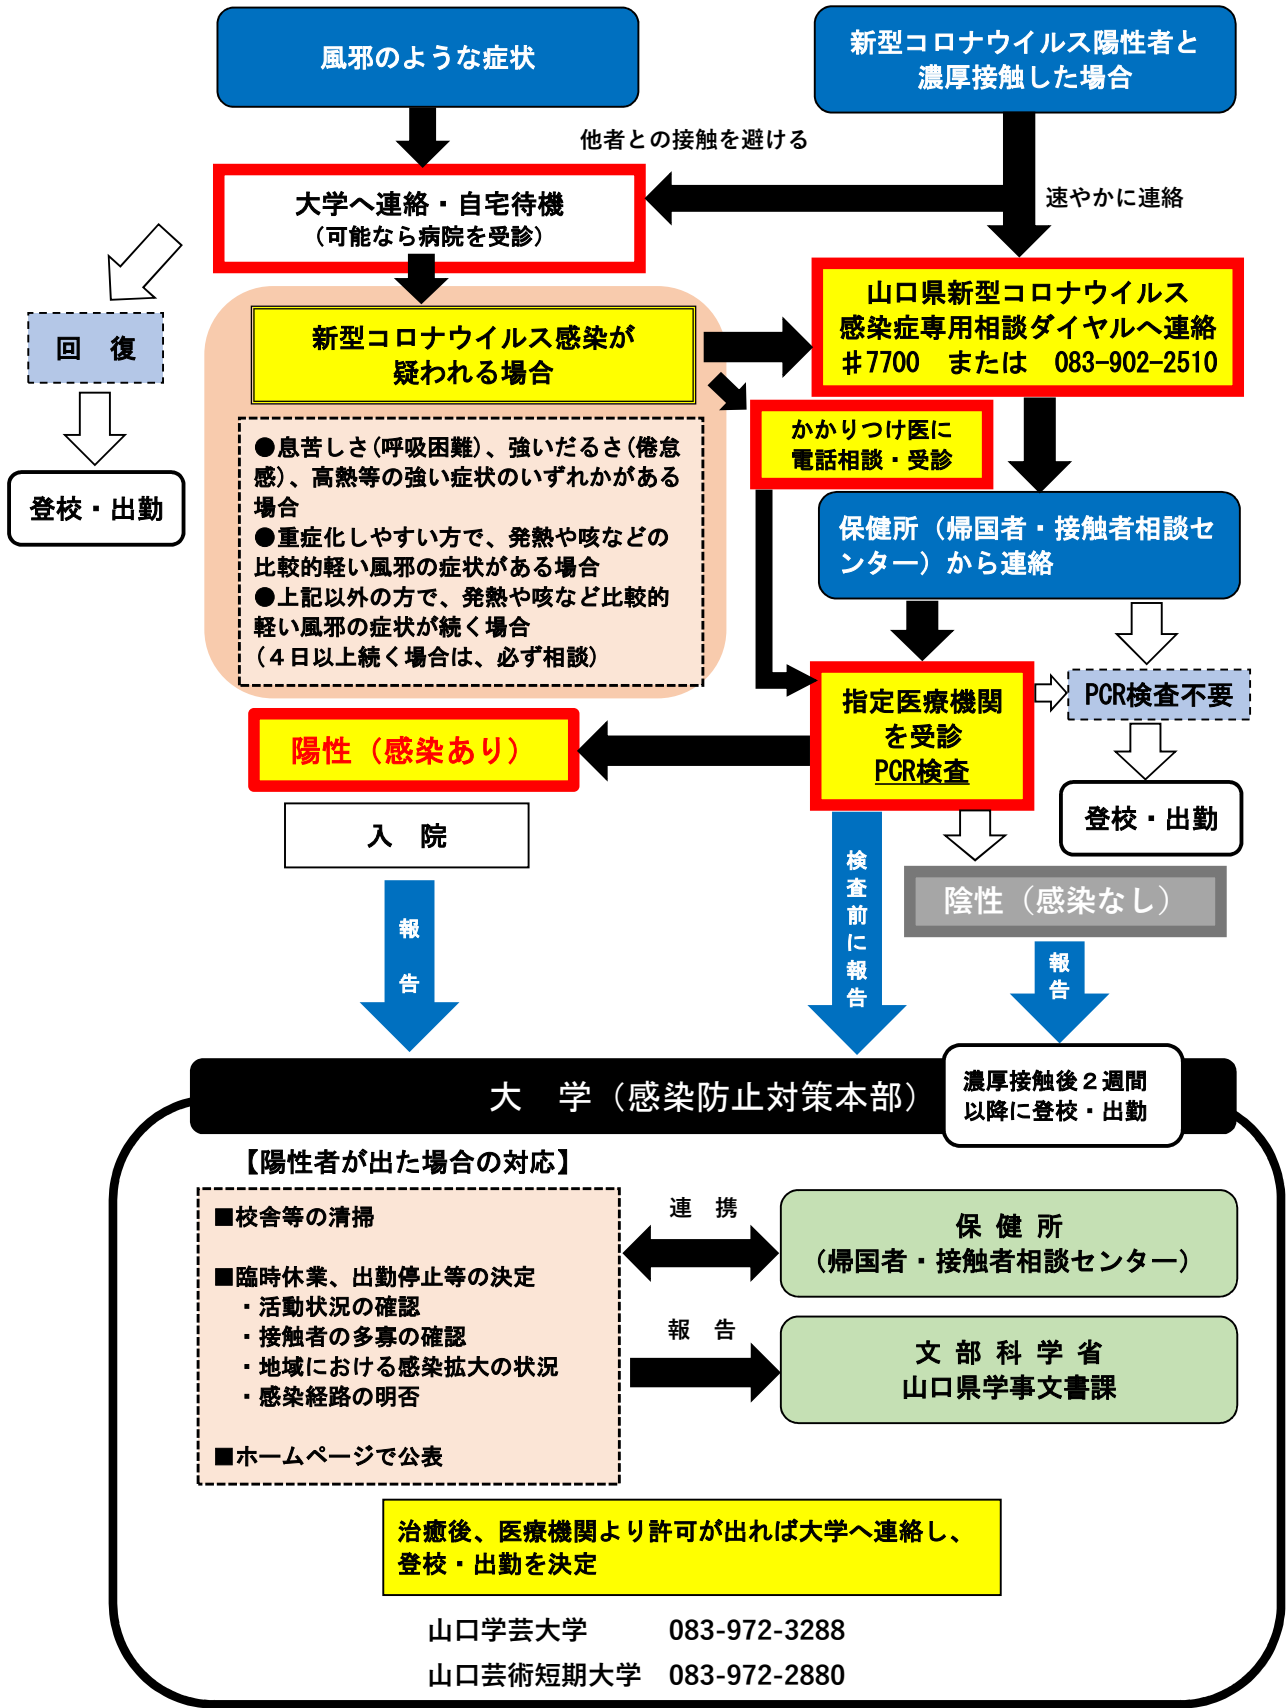 風邪のような症状
新型コロナウイルス陽性者と
濃厚接触した場合
他者との接触を避ける
速やかに連絡
大学へ連絡・自宅待機
（可能なら病院を受診）
回　復
登校・出勤
新型コロナウイルス感染が
疑われる場合
山口県新型コロナウイルス
感染症専用相談ダイヤルへ連絡
＃7700　または　083-902-2510
かかりつけ医に
電話相談・受診
●息苦しさ(呼吸困難)、強いだるさ(倦怠
感)、高熱等の強い症状のいずれかがある
場合
●重症化しやすい方で、発熱や咳などの
比較的軽い風邪の症状がある場合
●上記以外の方で、発熱や咳など比較的
軽い風邪の症状が続く場合
(４日以上続く場合は、必ず相談)
保健所（帰国者・接触者相談セ
ンター）から連絡
指定医療機関
を受診
PCR検査
PCR検査不要
登校・出勤
陽性（感染あり）
入　院
陰性（感染なし）
報　告
検査前に報告
報告
大　学（感染防止対策本部）
濃厚接触後２週間
以降に登校・出勤
【陽性者が出た場合の対応】
■校舎等の清掃
■臨時休業、出勤停止等の決定
・活動状況の確認
・接触者の多寡の確認
・地域における感染拡大の状況
・感染経路の明否
■ホームページで公表
連　携
保 健 所
（帰国者・接触者相談センター）
報　告
文 部 科 学 省
山口県学事文書課
治癒後、医療機関より許可が出れば大学へ連絡し、
登校・出勤を決定
山口学芸大学　083-972-3288
山口芸術短期大学　083-972-2880